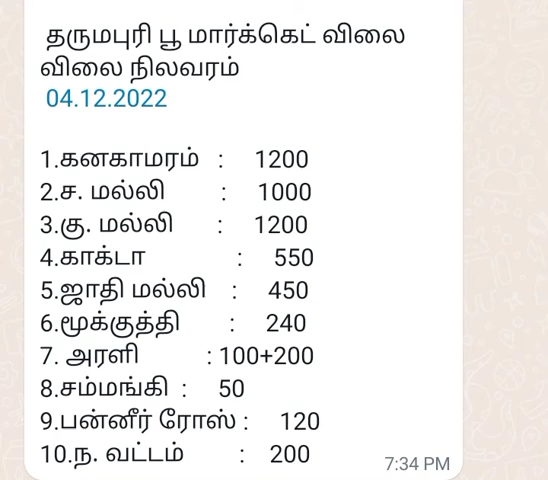 தருமபுரி பூ மார்க்கெட் விலை
விலை நிலவரம்
04.12.2022
1.கனகாமரம் : 1200
2.ச. மல்லி : 1000
3.கு. மல்லி : 1200
4.காக்டா : 550
5.ஜாதி மல்லி : 450
6.மூக்குத்தி : 240
7. அரளி : 100+200
8.சம்மங்கி : 50
9.பன்னீர் ரோஸ் : 120
10.ந. வட்டம் : 200
7:34 PM